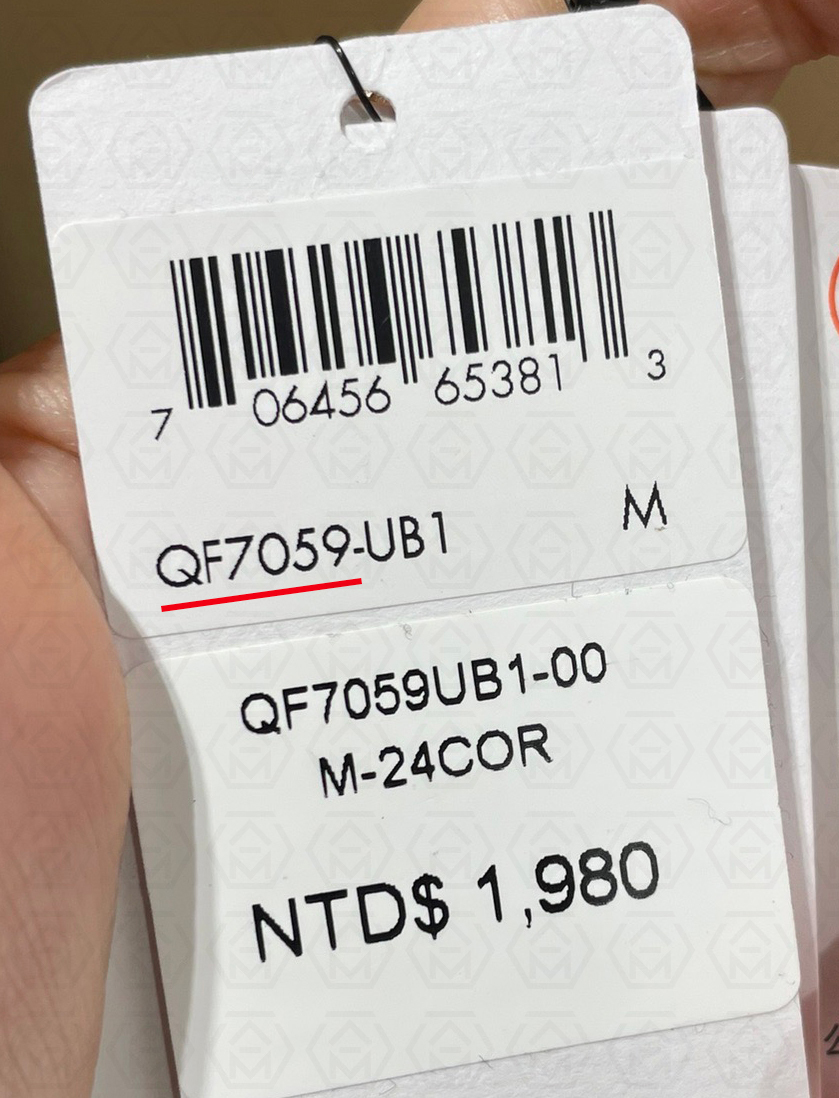 7 06456 65381 3
QF7059-UB1 M
QF7059UB1-00
M-24COR
NTD$ 1,980